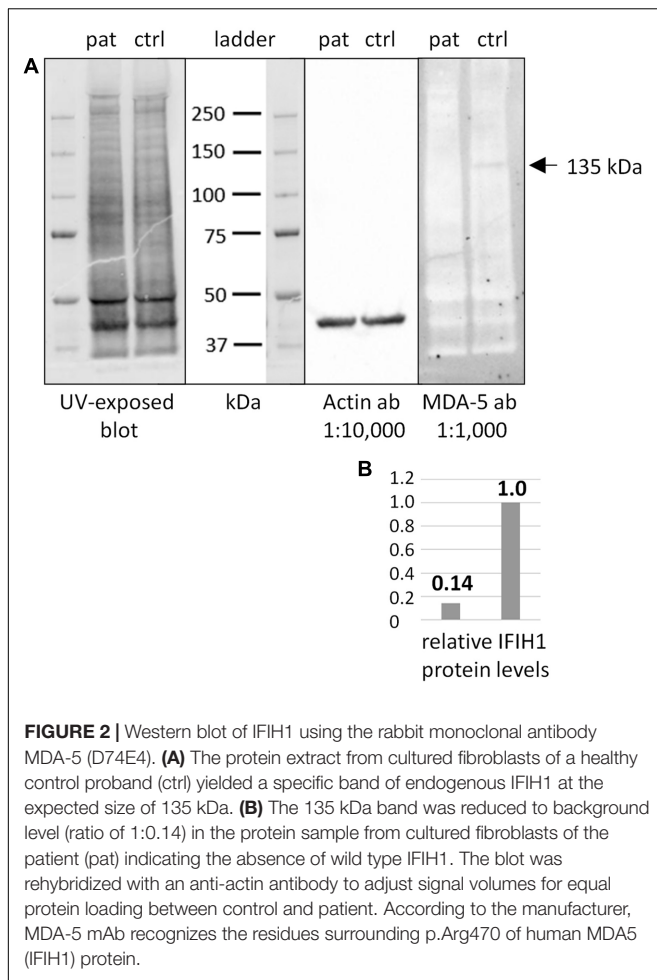 pat ctrl ladder pat ctrl
A
250
150
100
75
50
37
135 kDa
UV-exposed
blot
kDa
Actin ab
1:10,000
MDA-5 ab
1:1,000
B
1.2
1.0
0.8
0.6
0.4
0.2
0
0.14
1.0
relative IFIH1
protein levels
FIGURE 2 | Western blot of IFIH1 using the rabbit monoclonal antibody
MDA-5 (D74E4). (A) The protein extract from cultured fibroblasts of a healthy
control proband (ctrl) yielded a specific band of endogenous IFIH1 at the
expected size of 135 kDa. (B) The 135 kDa band was reduced to background
level (ratio of 1:0.14) in the protein sample from cultured fibroblasts of the
patient (pat) indicating the absence of wild type IFIH1. The blot was
rehybridized with an anti-actin antibody to adjust signal volumes for equal
protein loading between control and patient. According to the manufacturer,
MDA-5 mAb recognizes the residues surrounding p.Arg470 of human MDA5
(IFIH1) protein.